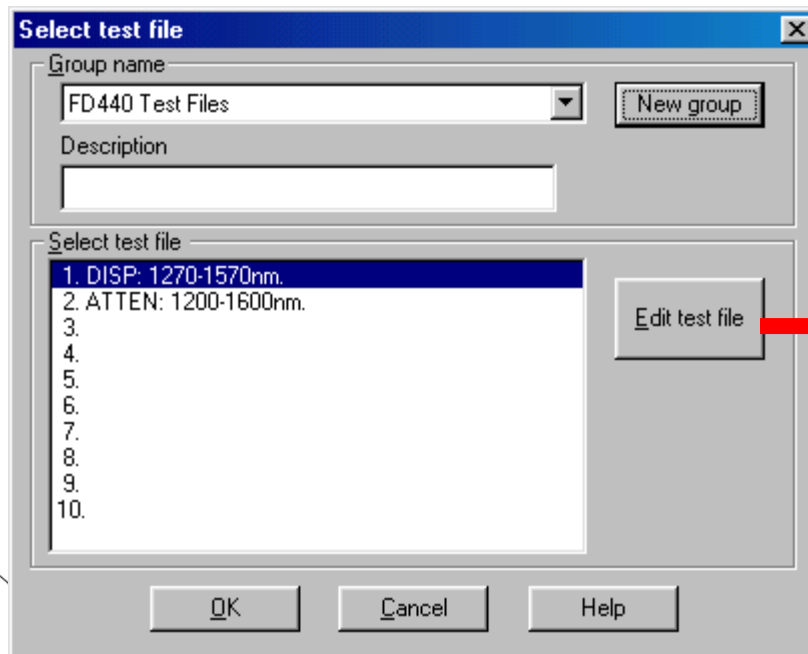 Select test file
Group name
FD440 Test Files
New group
Description
Select test file
1. DISP: 1270-1570nm.
2. ATTEN: 1200-1600nm.
3.
4.
5.
6.
7.
8.
9.
10.
Edit test file
OK
Cancel
Help